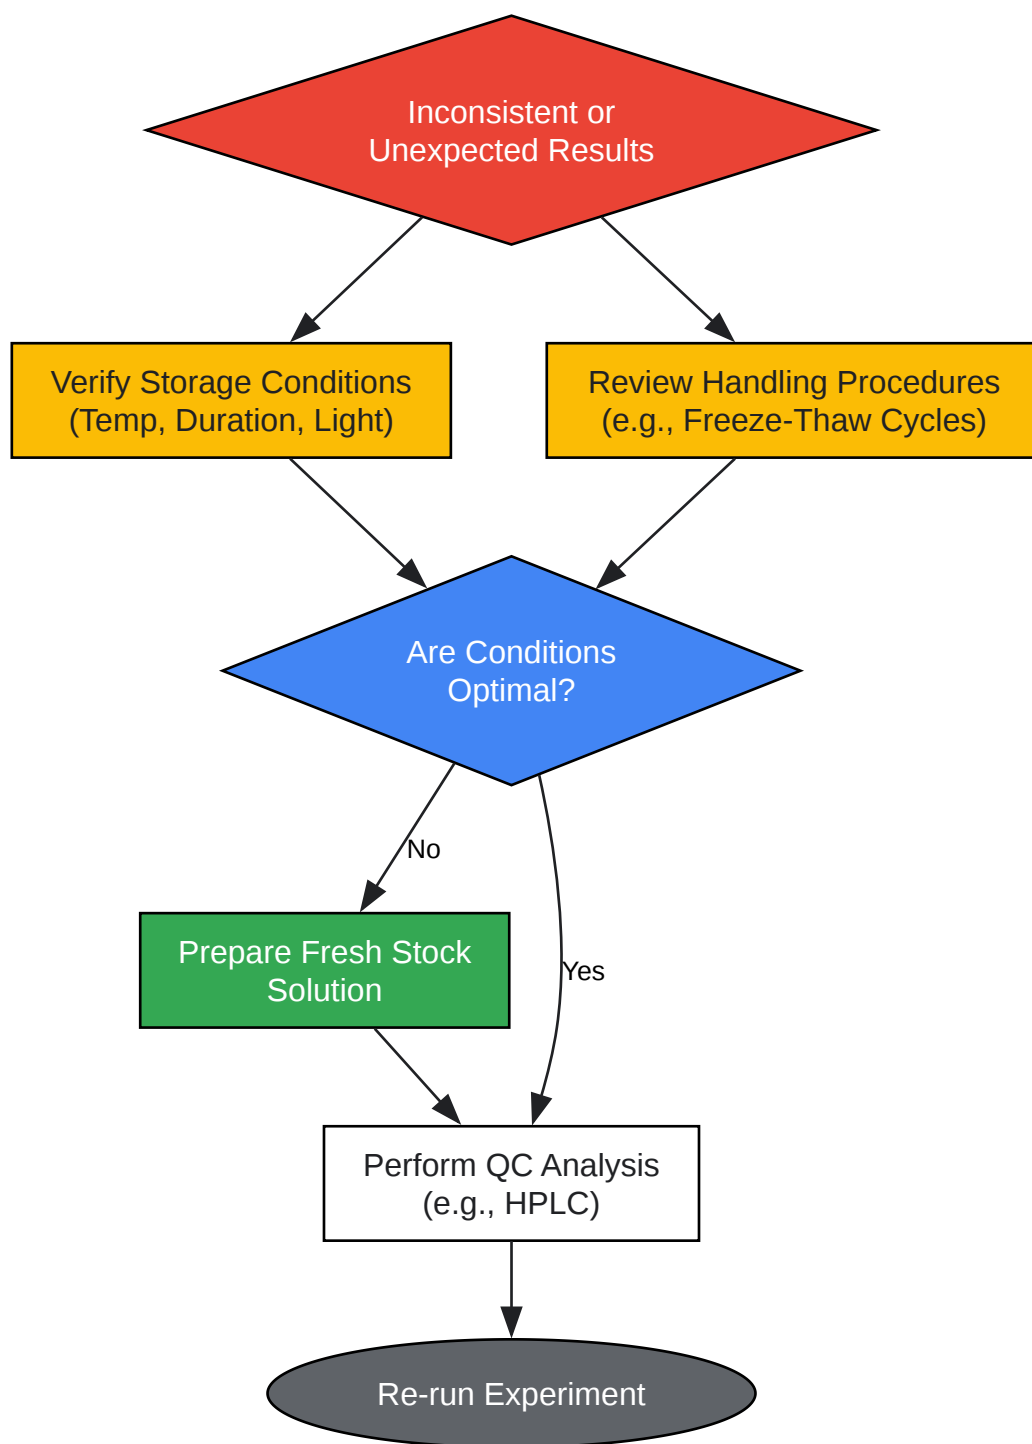 Inconsistent or
Unexpected Results
Verify Storage Conditions
(Temp, Duration, Light)
Review Handling Procedures
(e.g., Freeze-Thaw Cycles)
Are Conditions
Optimal?
No
Prepare Fresh Stock
Solution
Yes
Perform QC Analysis
(e.g., HPLC)
Re-run Experiment